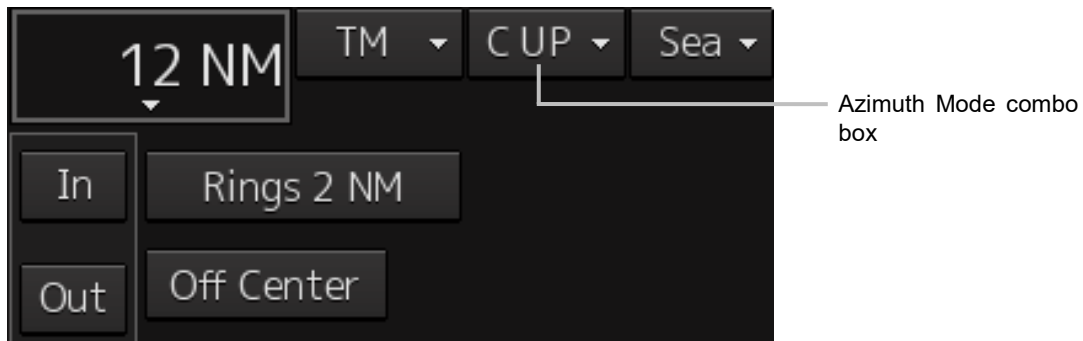 12 NM
TM
C UP
Sea
Azimuth Mode combo
box
In
Rings 2 NM
Out
Off Center